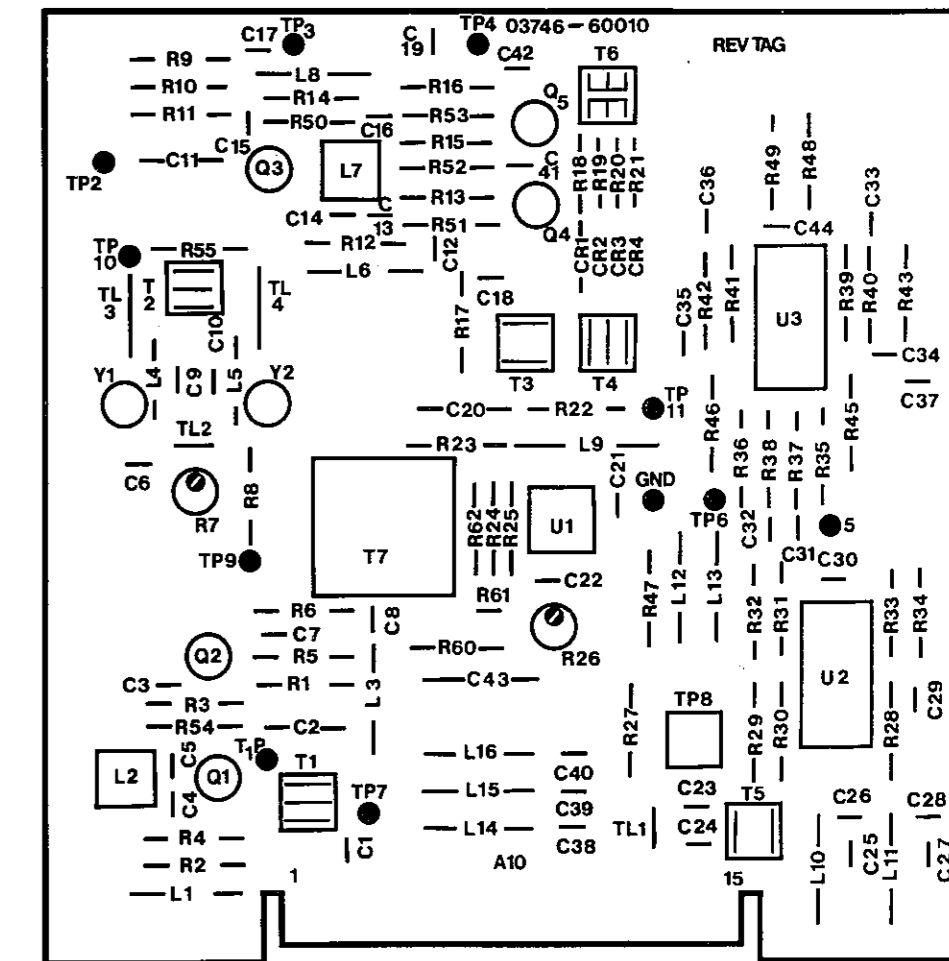 C17 TP3 C 19 TP4 03746-60010
REV TAG
R9 C42 T6
L8
R10 R14 R16 Q5
R11 R50 C16 R53
C15 R15
TP2 C11 Q3 L7 R52 C 41 R18 R19 R20 R21 C36 R49 R48 C33
R13
C14 C 13 R51 Q4 C44
TP 10 R55 R12 C12 CR1 CR2 CR3 CR4
L6 C18
TL 3 T 2 TL 4 R17 C35 R42 R41 U3 R39 R40 R43
C10
T3 T4 C34
Y1 L4 C9 L5 Y2 C37
C20 R22 TP 11
TL2 R23 L9 R46 R45
C6 R8 C21 GND R36 R38 R37 R35
R7 R62 R24 R25 U1 TP6 5
TP9 T7 C32 C31 C30
C22
R6 C8 R61 R47 L12 L13 R32 R31 R33 R34
C7
Q2 R5 R60 R26
C3 R1 L3 C43 U2
R3 TP8 C29
R54 C2 R27 R29 R30 R28
T1P L16
L2 C5 Q1 T1 C40
C4 TP7 L15 C39 C23 T5 C26 C28
R4 L14 C38 TL1 C24
R2 C1 A10 C25 C27
L1 1 15 L10 L11